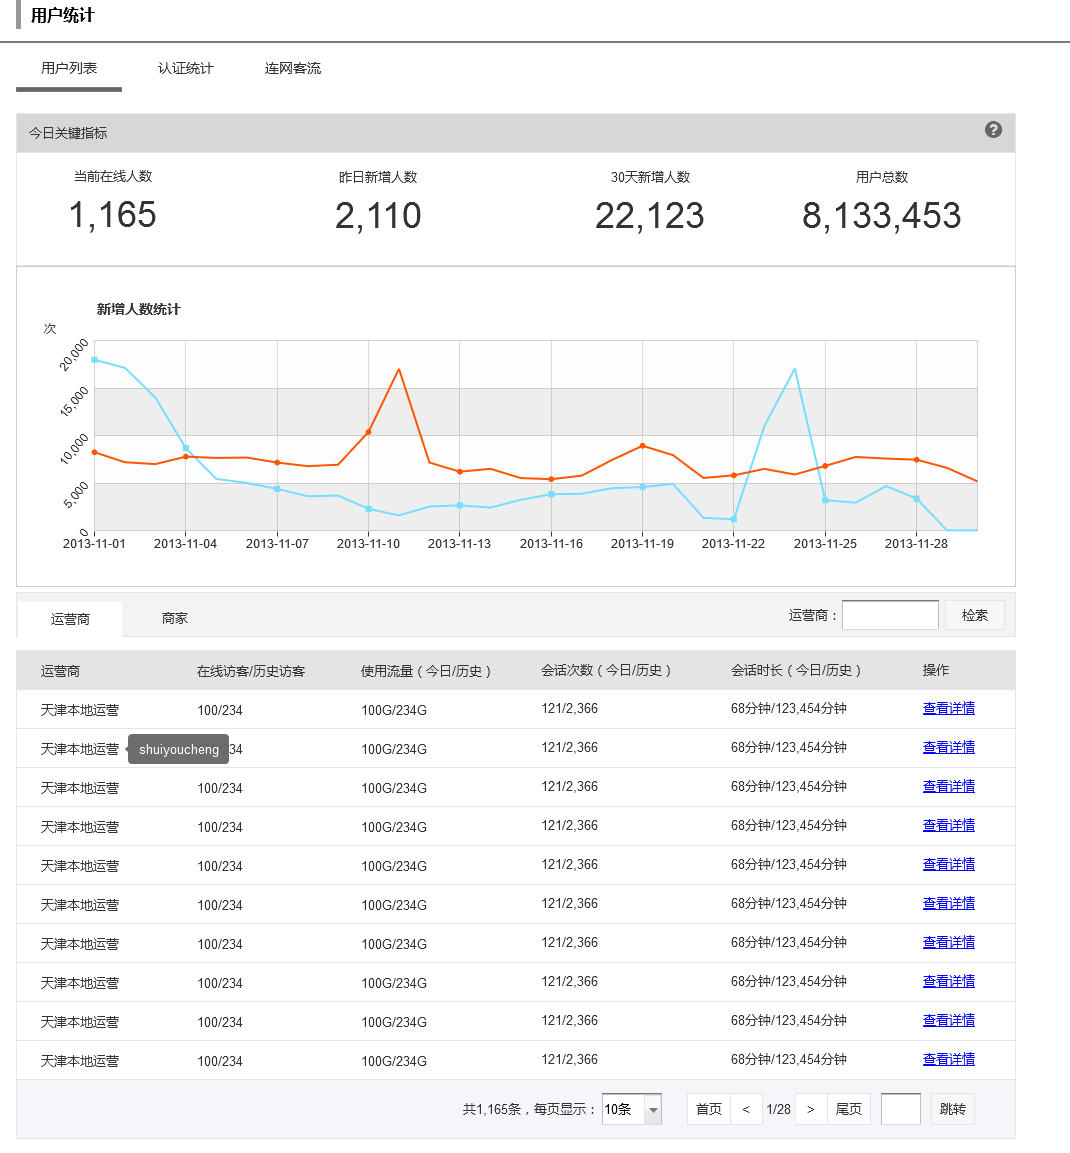 用户统计
用户列表 认证统计 连网客流
今日关键指标 ?
当前在线人数 昨日新增人数 30天新增人数 用户总数
1,165 2,110 22,123 8,133,453
新增人数统计
次
20,000
15,000
10,000
5,000
0
2013-11-01 2013-11-04 2013-11-07 2013-11-10 2013-11-13 2013-11-16 2013-11-19 2013-11-22 2013-11-25 2013-11-28
运营商 商家 运营商： 检索
运营商 在线访客/历史访客 使用流量（今日/历史） 会话次数（今日/历史） 会话时长（今日/历史） 操作
天津本地运营 100/234 100G/234G 121/2,366 68分钟/123,454分钟 查看详情
天津本地运营 shuiyoucheng 34 100G/234G 121/2,366 68分钟/123,454分钟 查看详情
天津本地运营 100/234 100G/234G 121/2,366 68分钟/123,454分钟 查看详情
天津本地运营 100/234 100G/234G 121/2,366 68分钟/123,454分钟 查看详情
天津本地运营 100/234 100G/234G 121/2,366 68分钟/123,454分钟 查看详情
天津本地运营 100/234 100G/234G 121/2,366 68分钟/123,454分钟 查看详情
天津本地运营 100/234 100G/234G 121/2,366 68分钟/123,454分钟 查看详情
天津本地运营 100/234 100G/234G 121/2,366 68分钟/123,454分钟 查看详情
天津本地运营 100/234 100G/234G 121/2,366 68分钟/123,454分钟 查看详情
天津本地运营 100/234 100G/234G 121/2,366 68分钟/123,454分钟 查看详情
共1,165条，每页显示： 10条 首页 < 1/28 > 尾页 跳转